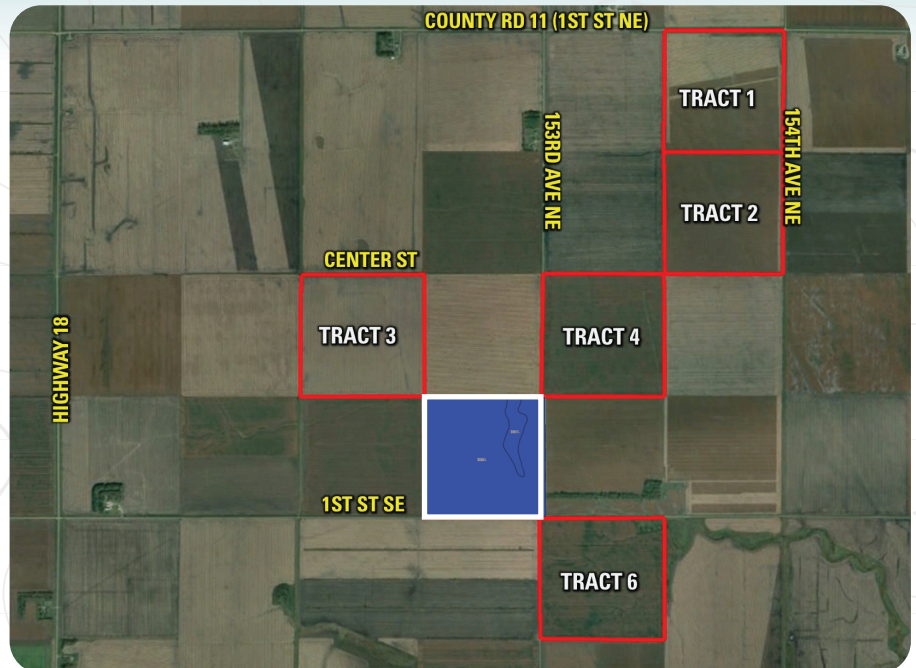 COUNTY RD 11 (1ST ST NE)
TRACT 1
153RD AVE NE
154TH AVE NE
TRACT 2
CENTER ST
TRACT 3
TRACT 4
HIGHWAY 18
1ST ST SE
TRACT 6